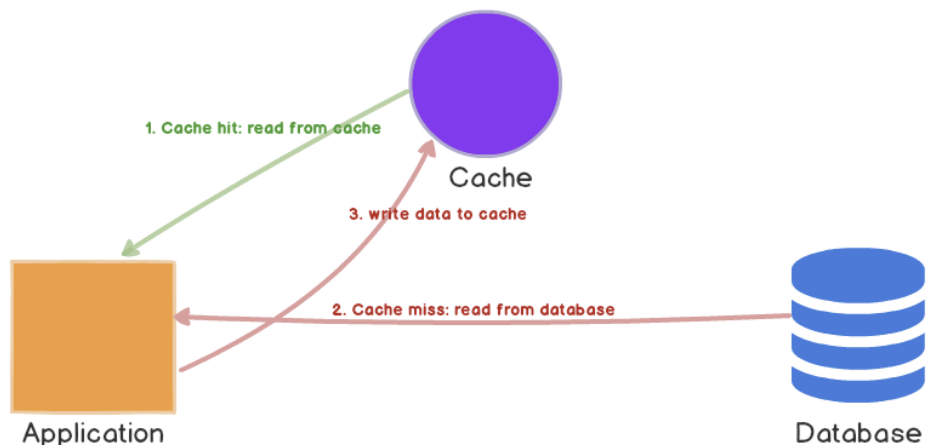 1. Cache hit: read from cache
Cache
3. write data to cache
2. Cache miss: read from database
Application
Database